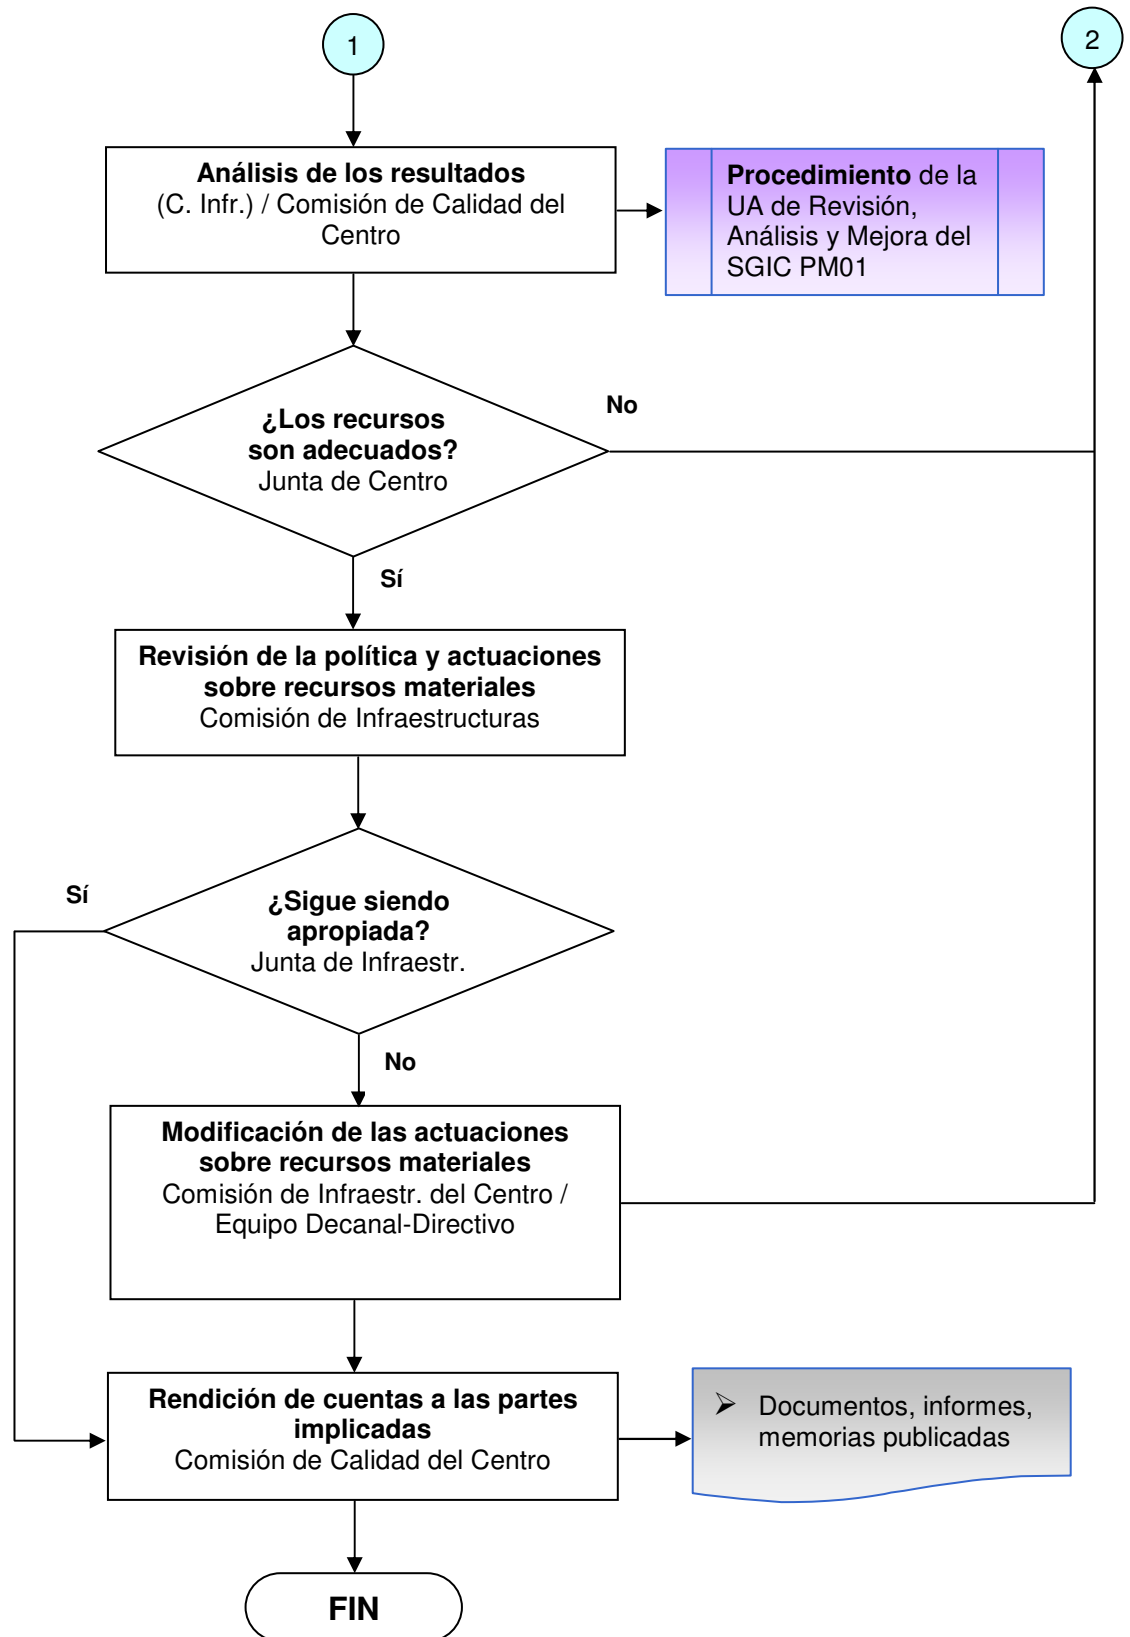 1
2
Análisis de los resultados
(C. Infr.) / Comisión de Calidad del
Centro
Procedimiento de la
UA de Revisión,
Análisis y Mejora del
SGIC PM01
¿Los recursos
son adecuados?
Junta de Centro
No
Sí
Revisión de la política y actuaciones
sobre recursos materiales
Comisión de Infraestructuras
Sí
¿Sigue siendo
apropiada?
Junta de Infraestr.
No
Modificación de las actuaciones
sobre recursos materiales
Comisión de Infraestr. del Centro /
Equipo Decanal-Directivo
Rendición de cuentas a las partes
implicadas
Comisión de Calidad del Centro
➢ Documentos, informes,
memorias publicadas
FIN